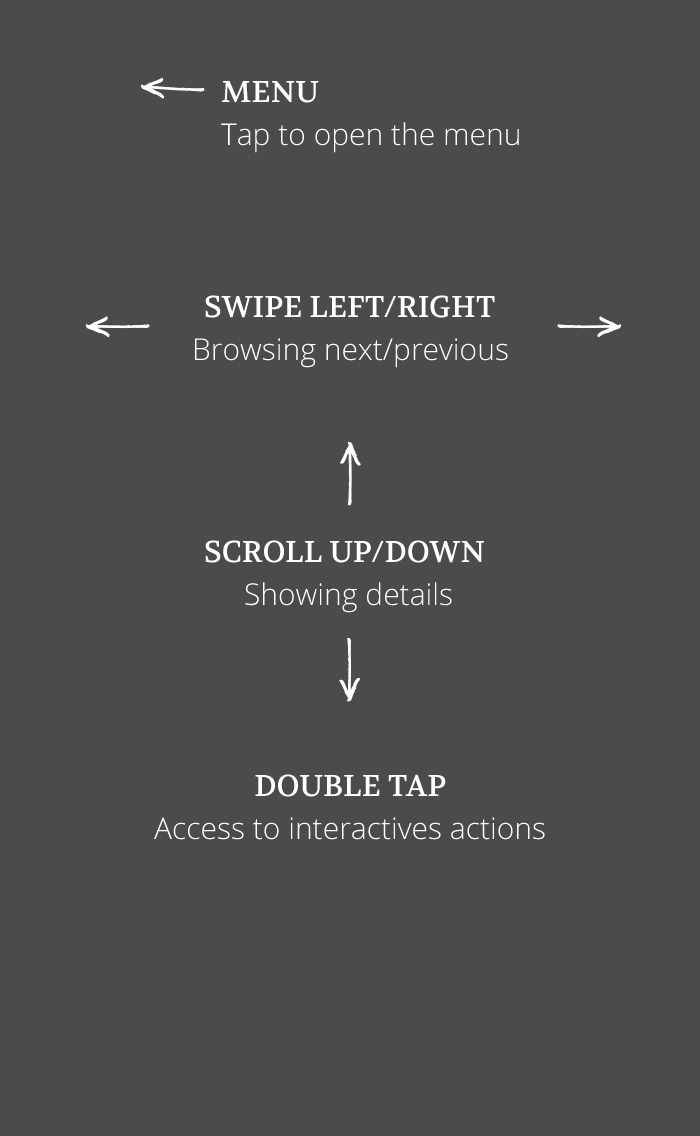 MENU
Tap to open the menu
SWIPE LEFT/RIGHT
Browsing next/previous
SCROLL UP/DOWN
Showing details
DOUBLE TAP
Access to interactives actions